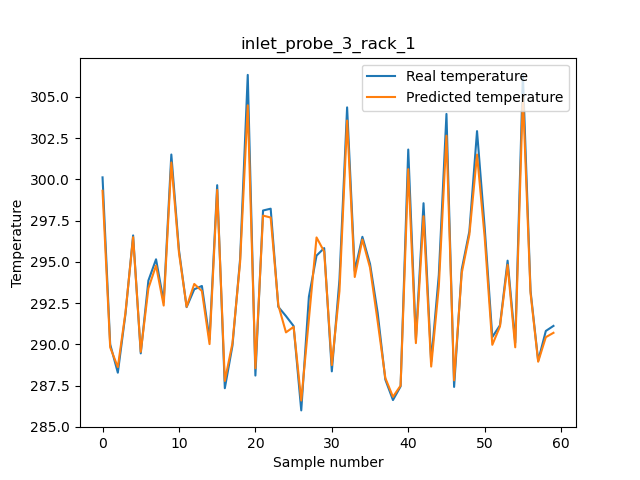 inlet_probe_3_rack_1
Real temperature
Predicted temperature
Temperature
305.0
302.5
300.0
297.5
295.0
292.5
290.0
287.5
285.0
0 10 20 30 40 50 60
Sample number